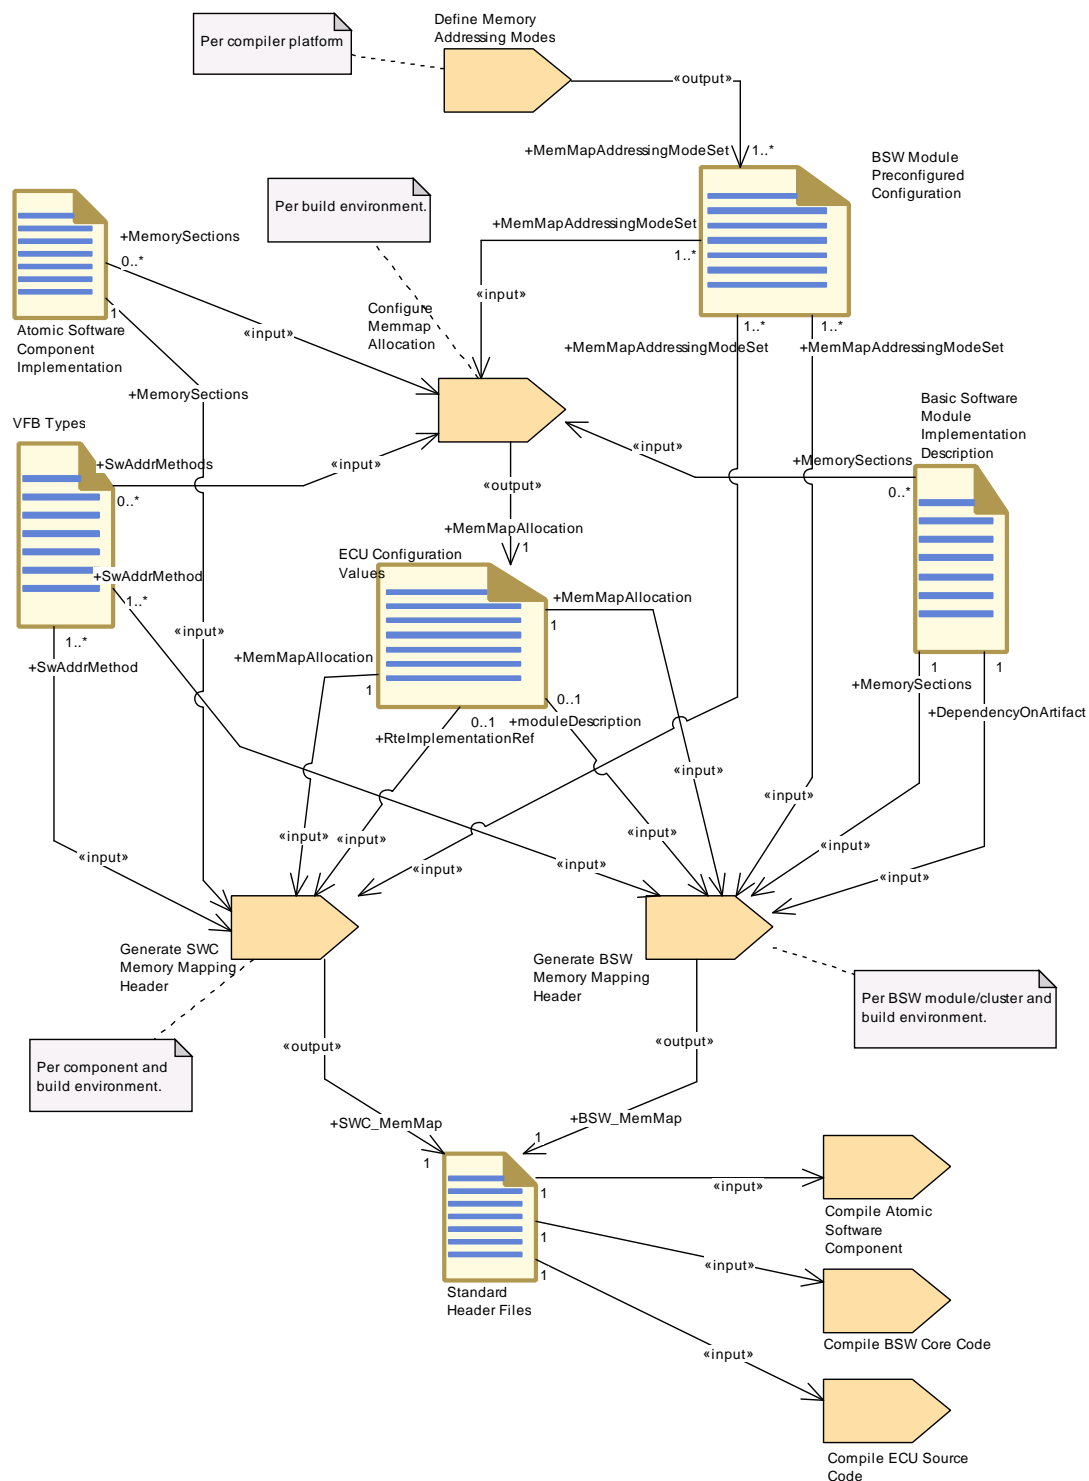 Define Memory
Addressing Modes
Per compiler platform
«output»
+MemMapAddressingModeSet
1..*
BSW Module
Preconfigured
Configuration
Per build environment.
+MemMapAddressingModeSet
1..*
+MemorySections
0..*
«input»
1
Atomic Software
Component
Implementation
«input»
Configure
Memmap
Allocation
1..*
1..*
+MemMapAddressingModeSet
+MemMapAddressingModeSet
+MemorySections
Basic Software
Module
Implementation
Description
VFB Types
+SwAddrMethods
0..*
«input»
«input»
+MemorySections
0..*
«output»
+MemMapAllocation
1
ECU Configuration
Values
+SwAddrMethod
1..*
+MemMapAllocation
1
«input»
1..*
+SwAddrMethod
+MemMapAllocation
1
1
1
+MemorySections
0..1
0..1
+moduleDescription
+DependencyOnArtifact
+RteImplementationRef
«input»
«input»
«input»
«input»
«input»
«input»
«input»
«input»
«input»
«input»
«input»
Generate SWC
Memory Mapping
Header
Generate BSW
Memory Mapping
Header
Per BSW module/cluster and
build environment.
«output»
«output»
Per component and
build environment.
+SWC_MemMap
1
+BSW_MemMap
1
1
«input»
Compile Atomic
Software
Component
1
«input»
1
Standard
Header Files
Compile BSW Core Code
«input»
Compile ECU Source
Code